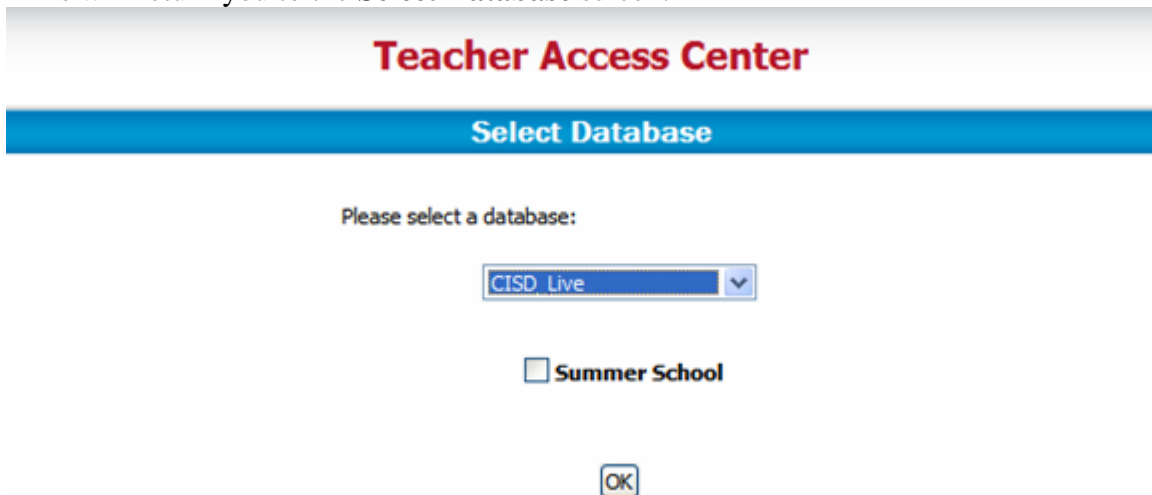 Teacher Access Center
Select Database
Please select a database:
CISD_Live
Summer School
OK